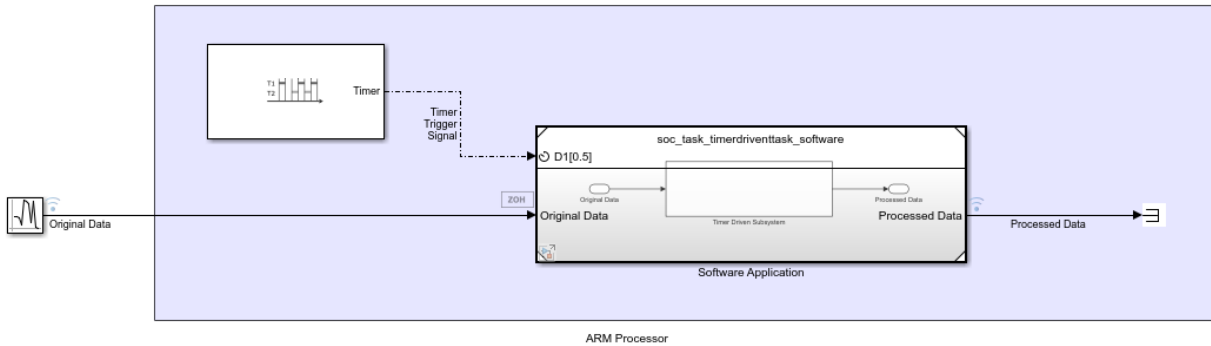 T1
T2
Timer
Timer
Trigger
Signal
soc_task_timerdriventtask_software
D1[0.5]
ZOH
Original Data
Processed Data
Original Data
Original Data
Processed Data
Timer Driven Subsystem
Processed Data
Software Application
ARM Processor